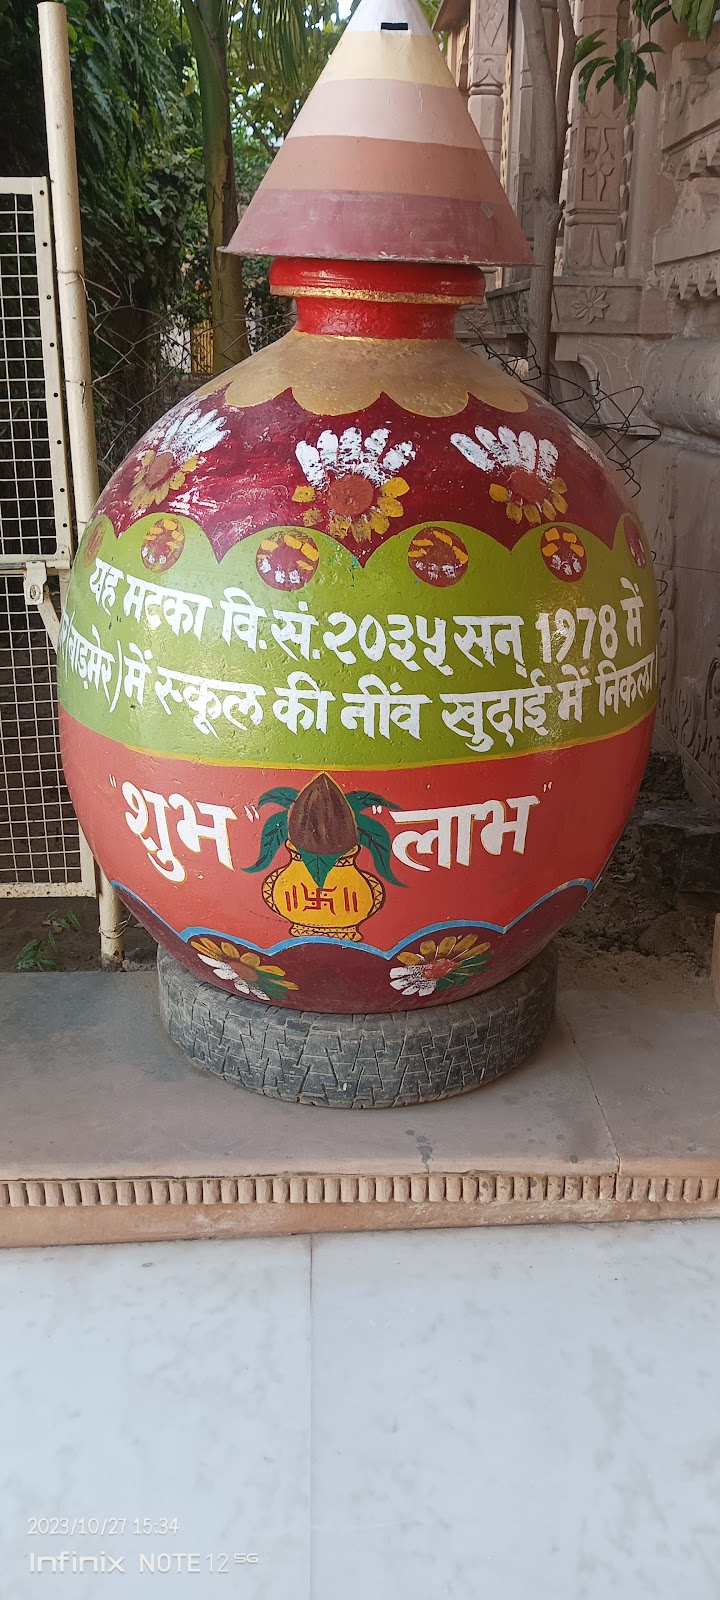 यह मटका वि.सं.२०३५ सन् 1978 में
(बाड़मेर) में स्कूल की नींव खुदाई में निकला
"शुभ" "लाभ"
2023/10/27 15:34
Infinix NOTE 12 5G